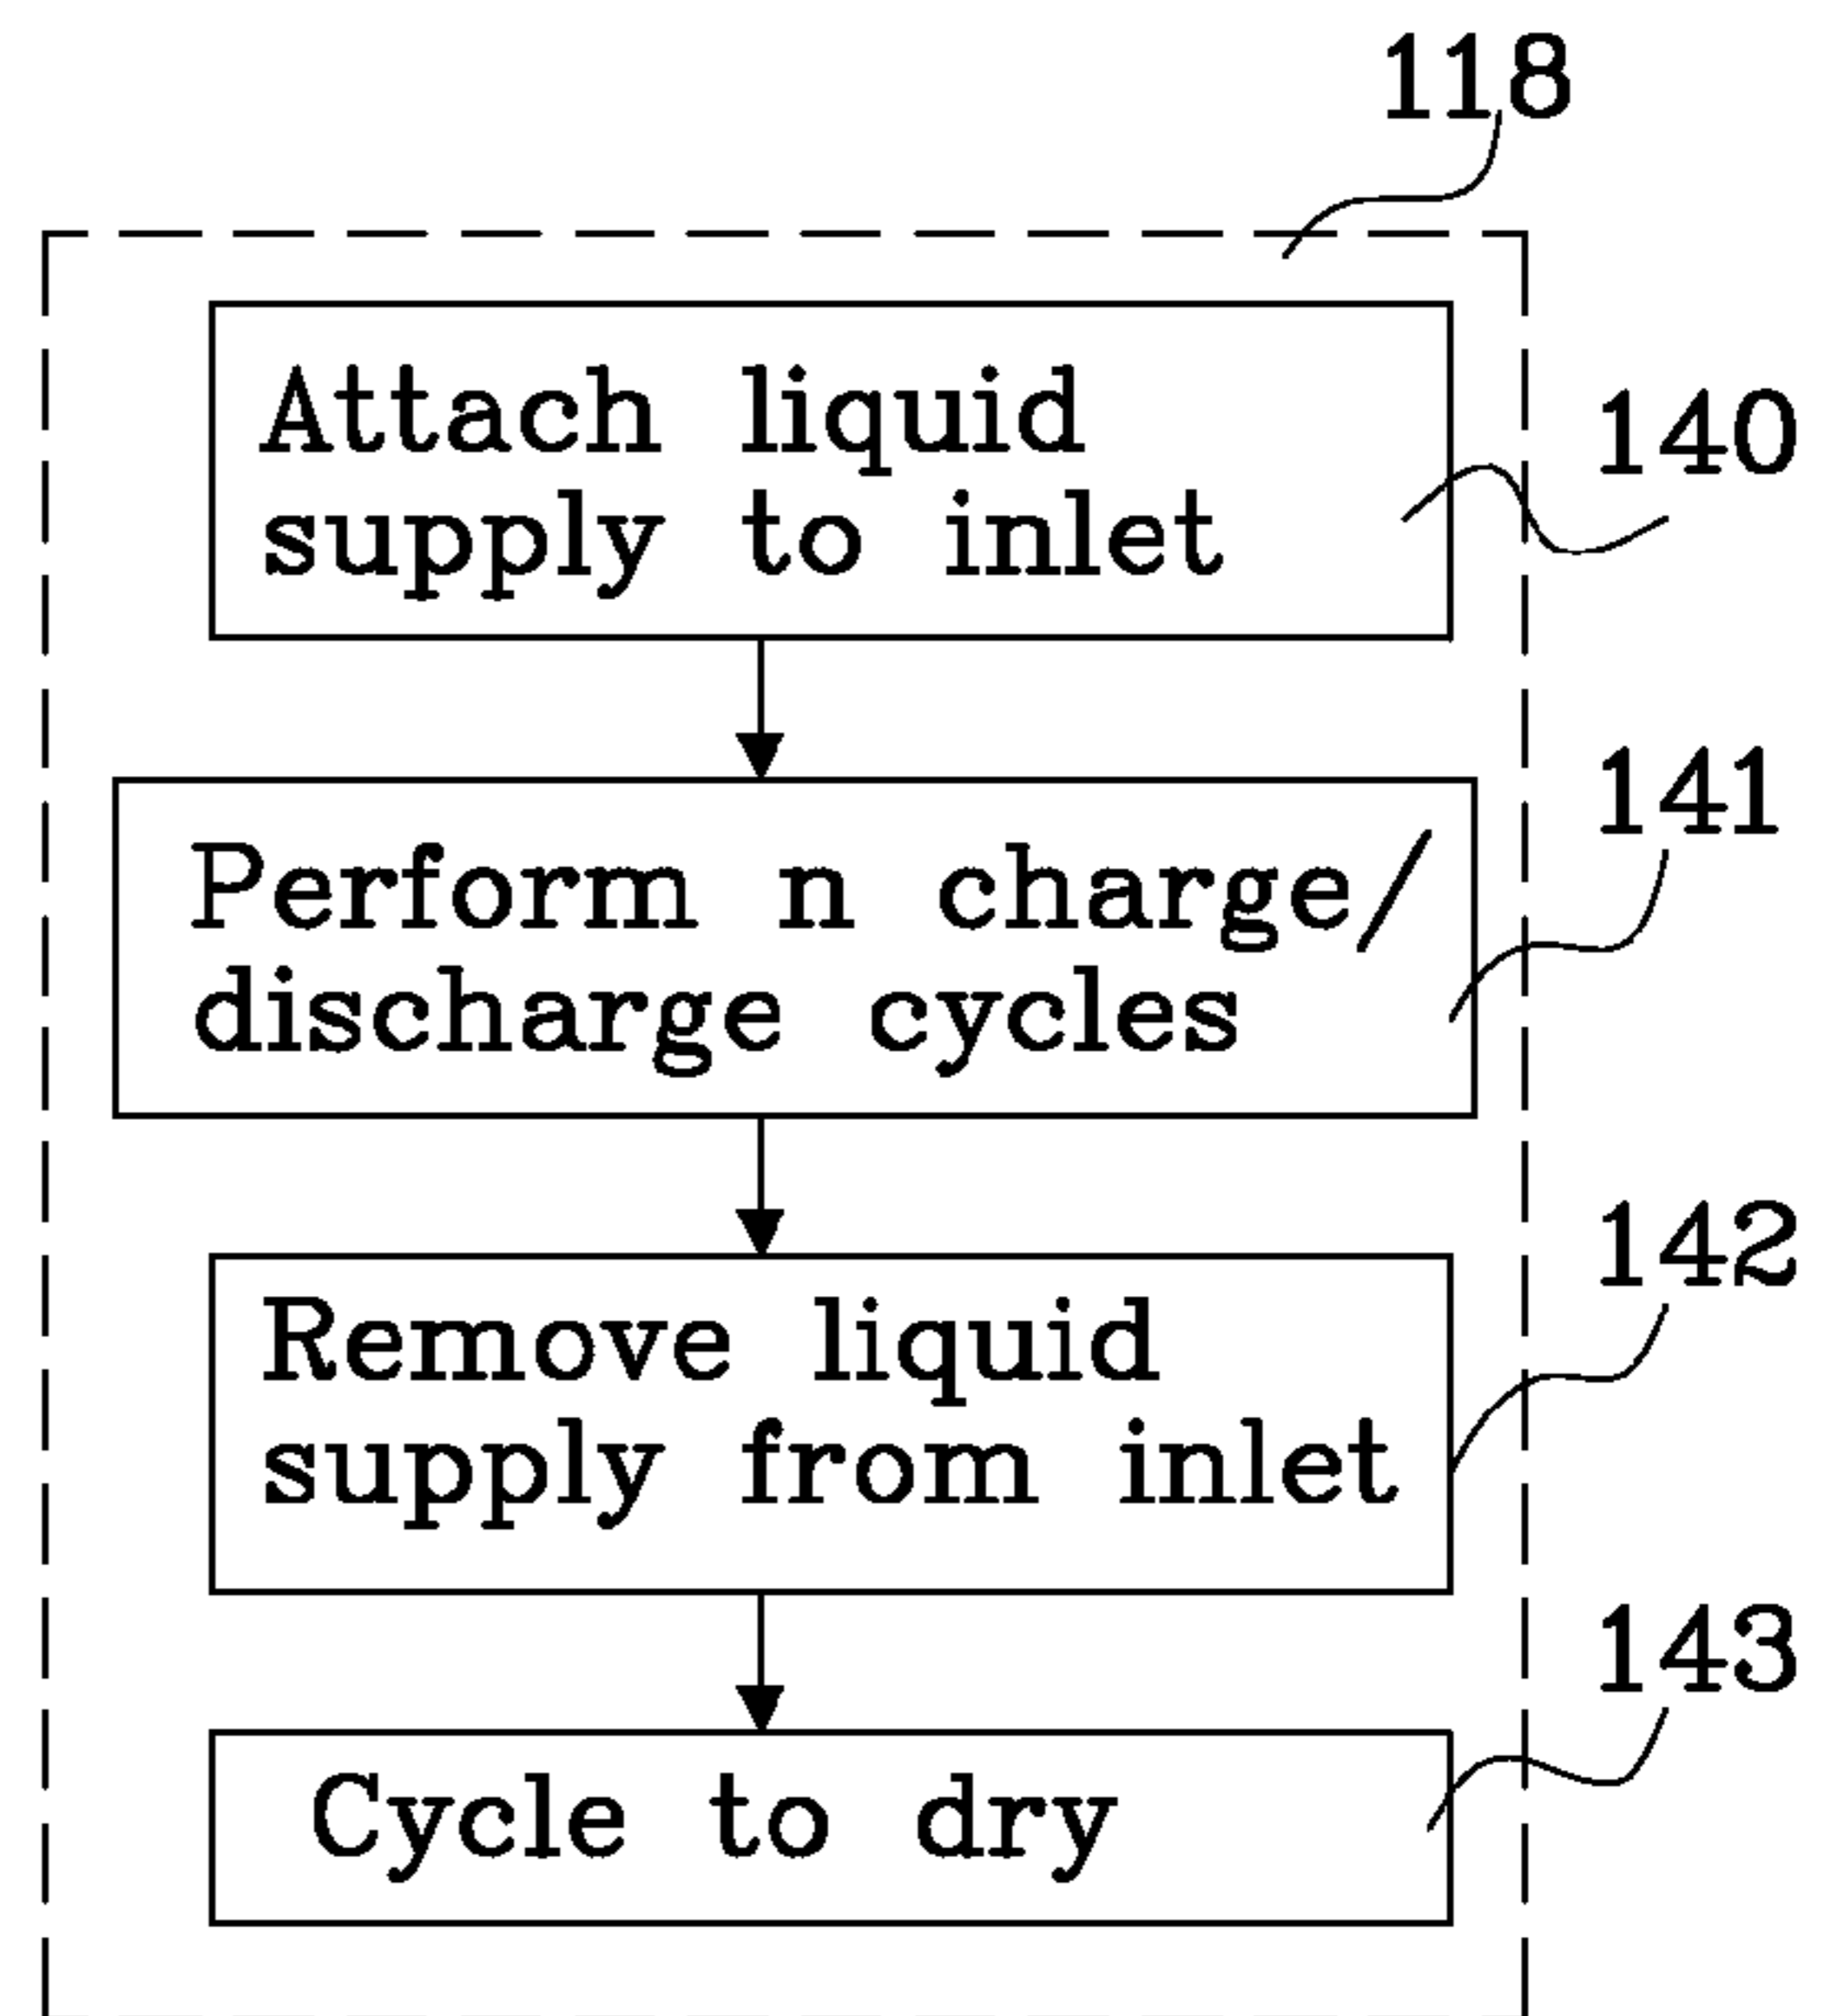 118
Attach liquid
supply to inlet
140
Perform n charge/
discharge cycles
141
Remove liquid
supply from inlet
142
Cycle to dry
143